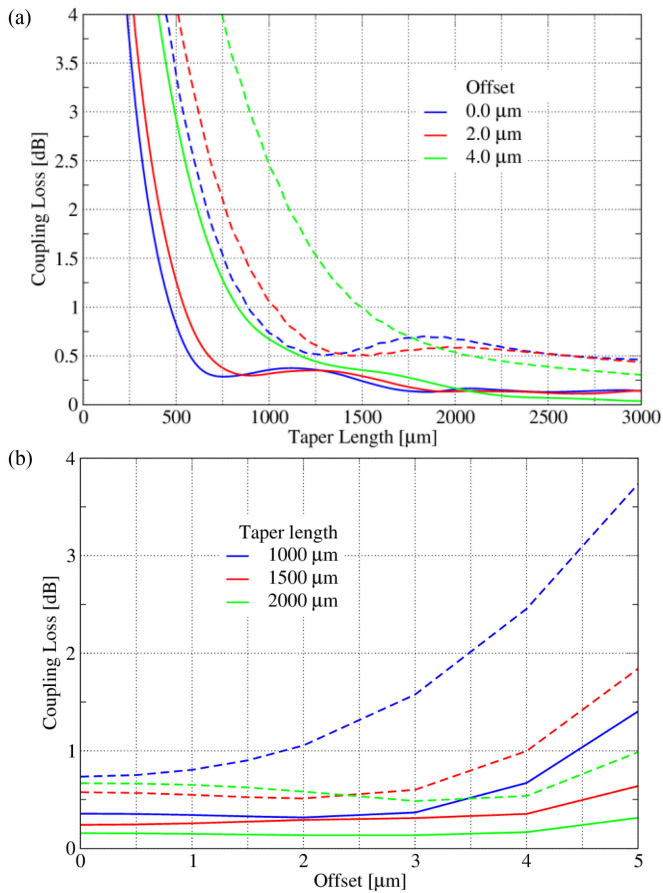 (a)
4
3.5
3
2.5
2
1.5
1
0.5
0
Coupling Loss [dB]
Offset
0.0 μm
2.0 μm
4.0 μm
0 500 1000 1500 2000 2500 3000
Taper Length [μm]
(b)
4
3
2
1
0
Coupling Loss [dB]
Taper length
1000 μm
1500 μm
2000 μm
0 1 2 3 4 5
Offset [μm]